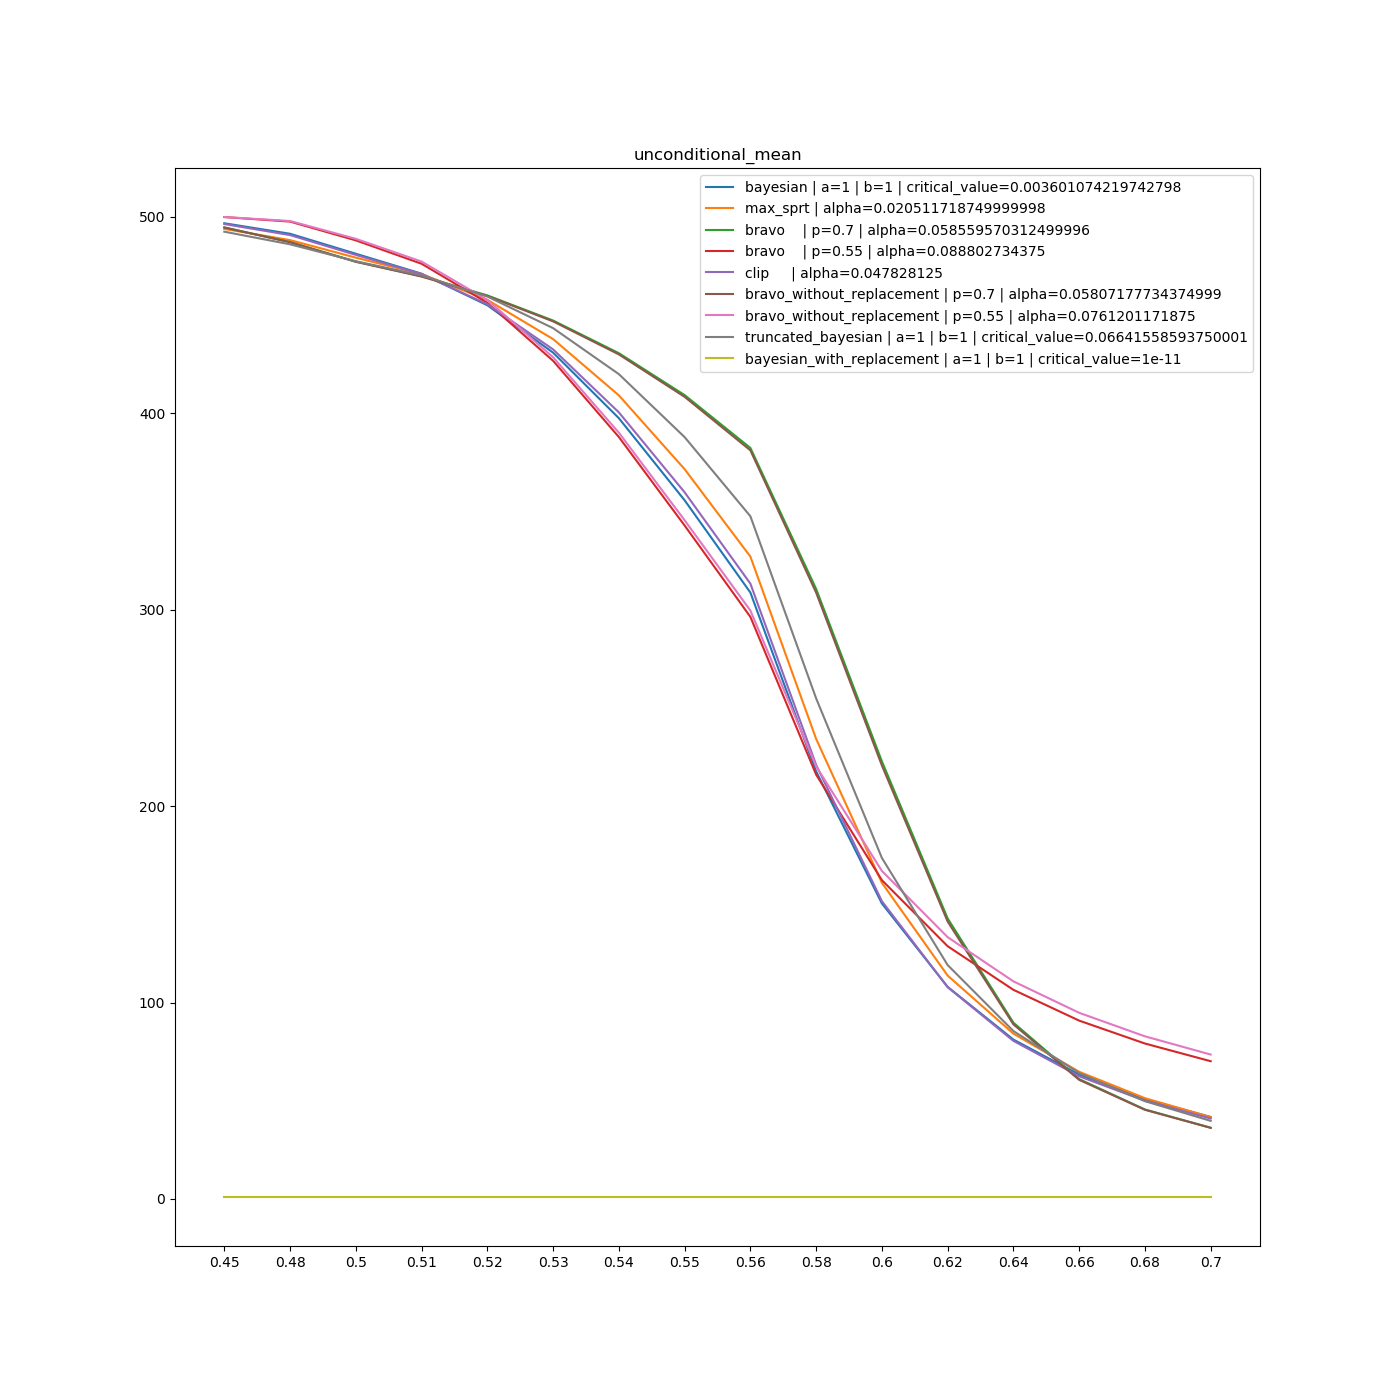 unconditional_mean
bayesian | a=1 | b=1 | critical_value=0.003601074219742798
max_sprt | alpha=0.020511718749999998
bravo    | p=0.7 | alpha=0.058559570312499996
bravo    | p=0.55 | alpha=0.088802734375
clip     | alpha=0.047828125
bravo_without_replacement | p=0.7 | alpha=0.05807177734374999
bravo_without_replacement | p=0.55 | alpha=0.0761201171875
truncated_bayesian | a=1 | b=1 | critical_value=0.06641558593750001
bayesian_with_replacement | a=1 | b=1 | critical_value=1e-11
500
400
300
200
100
0
0.45 0.48 0.5 0.51 0.52 0.53 0.54 0.55 0.56 0.58 0.6 0.62 0.64 0.66 0.68 0.7